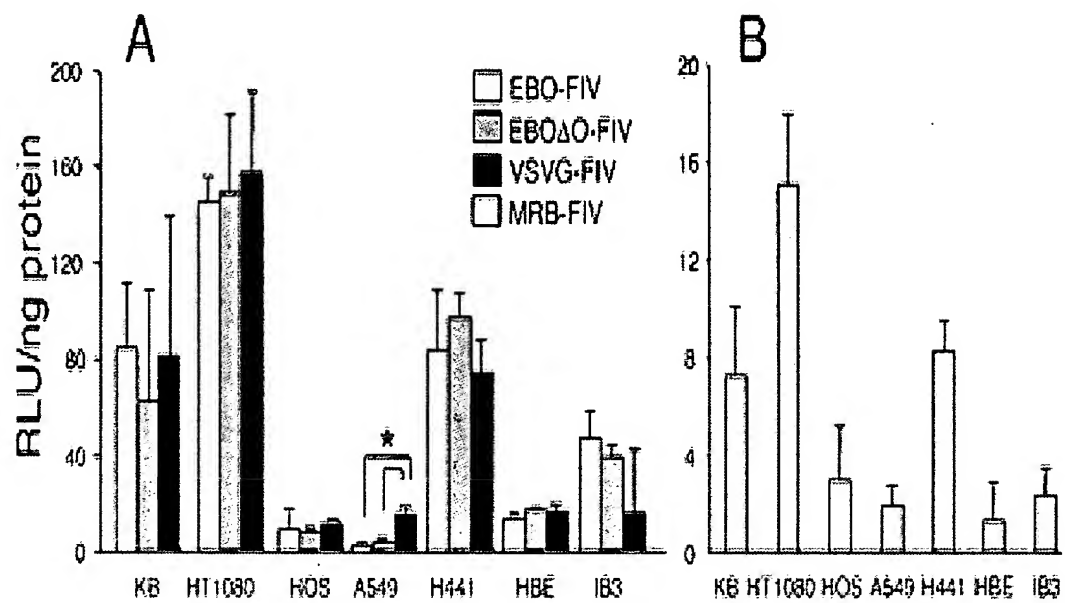 A
B
200
160
120
80
40
0
RLU/ng protein
EBO-FIV
EBOΔO-FIV
VSVG-FIV
MRB-FIV
*
KB HT1080 HOS A549 H441 HBE IB3
20
16
12
8
4
0
KB HT1080 HOS A549 H441 HBE IB3